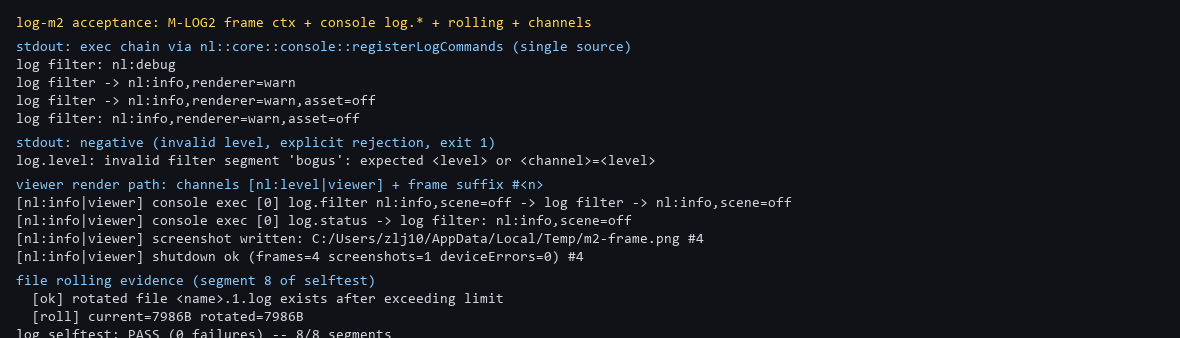 log-m2 acceptance: M-LOG2 frame ctx + console log.* + rolling + channels
stdout: exec chain via nl::core::console::registerLogCommands (single source)
log filter: nl:debug
log filter -> nl:info,renderer=warn
log filter -> nl:info,renderer=warn,asset=off
log filter: nl:info,renderer=warn,asset=off
stdout: negative (invalid level, explicit rejection, exit 1)
log.level: invalid filter segment 'bogus': expected <level> or <channel>=<level>
viewer render path: channels [nl:level|viewer] + frame suffix #<n>
[nl:info|viewer] console exec [0] log.filter nl:info,scene=off -> log filter -> nl:info,scene=off
[nl:info|viewer] console exec [0] log.status -> log filter: nl:info,scene=off
[nl:info|viewer] screenshot written: C:/Users/zlj10/AppData/Local/Temp/m2-frame.png #4
[nl:info|viewer] shutdown ok (frames=4 screenshots=1 deviceErrors=0) #4
file rolling evidence (segment 8 of selftest)
[ok] rotated file <name>.1.log exists after exceeding limit
[roll] current=7986B rotated=7986B
log selftest: PASS (0 failures) -- 8/8 segments